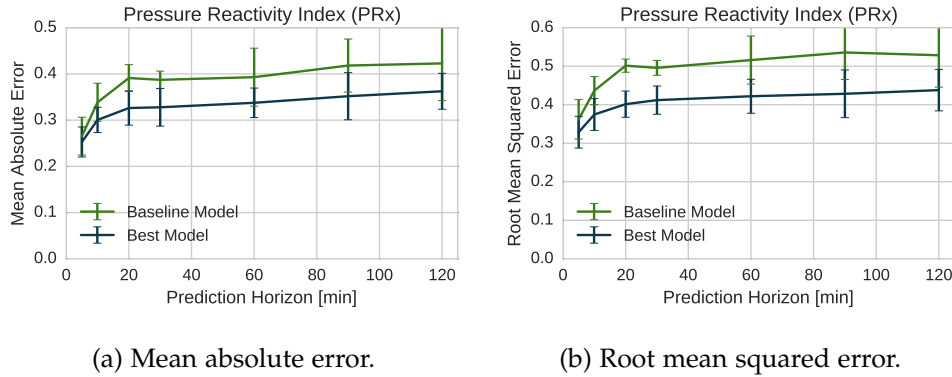 Pressure Reactivity Index (PRx)
0.5
0.4
0.3
0.2
0.1
0.0
Mean Absolute Error
Baseline Model
Best Model
0 20 40 60 80 100 120
Prediction Horizon [min]
(a) Mean absolute error.
Pressure Reactivity Index (PRx)
0.6
0.5
0.4
0.3
0.2
0.1
0.0
Root Mean Squared Error
Baseline Model
Best Model
0 20 40 60 80 100 120
Prediction Horizon [min]
(b) Root mean squared error.